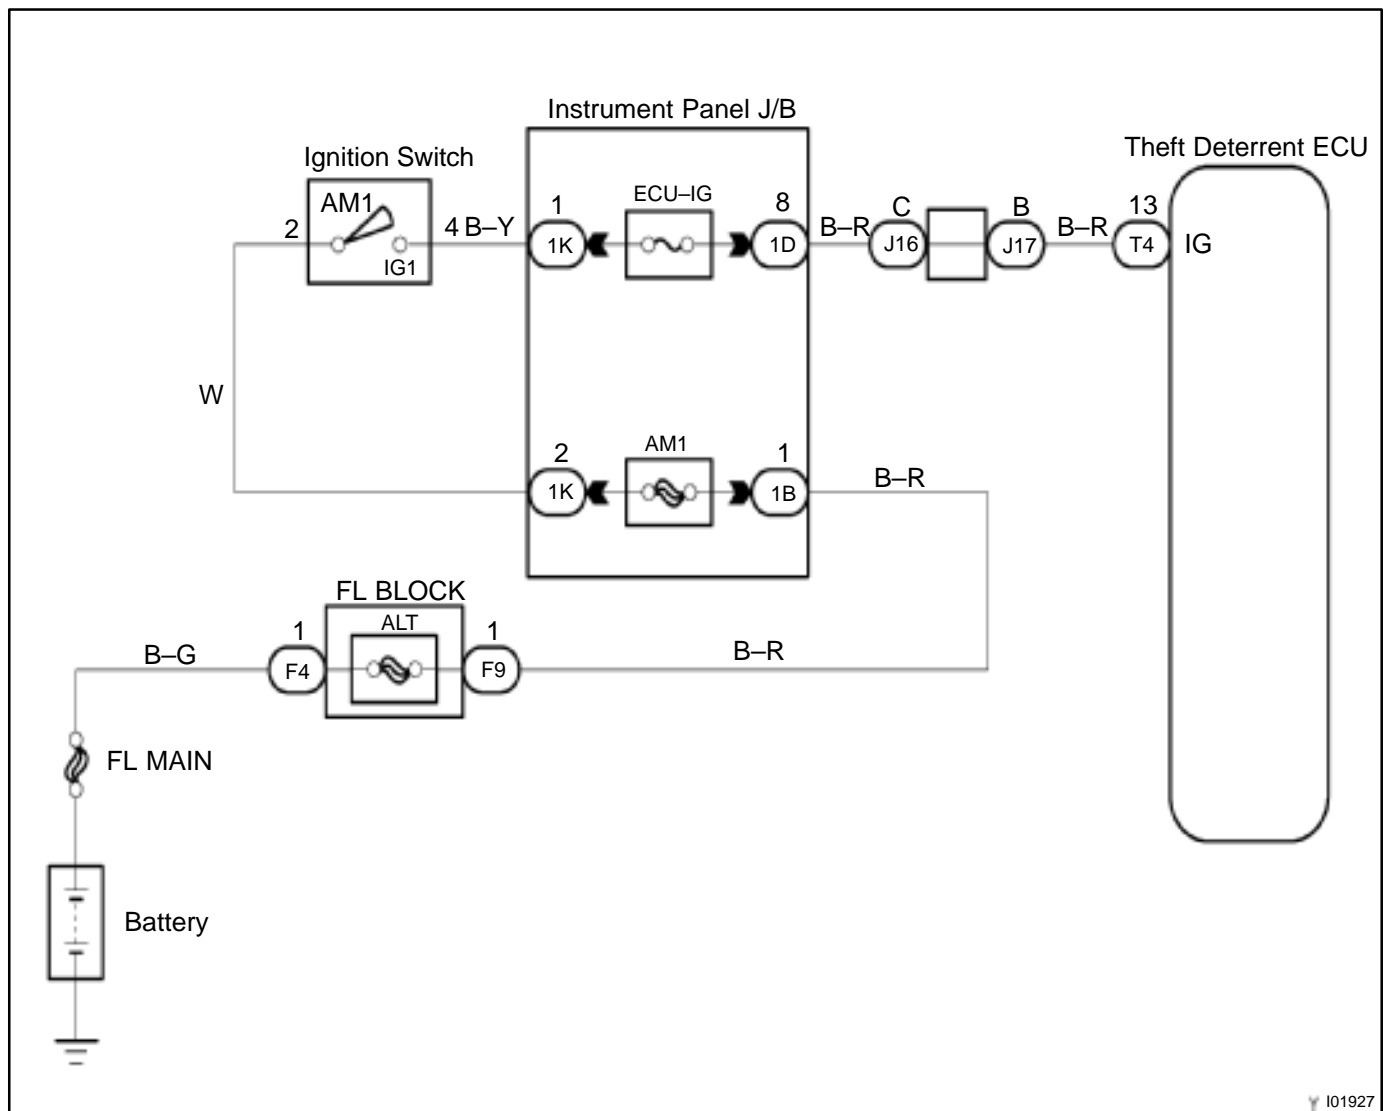 Instrument Panel J/B
Ignition Switch
Theft Deterrent ECU
AM1
ECU–IG
2
IG1
4 B–Y
1
1K
8
1D
B–R
C
J16
B
J17
B–R
13
T4
IG
W
2
1K
AM1
1
1B
B–R
FL BLOCK
ALT
B–G
1
F4
1
F9
B–R
FL MAIN
Battery
I01927